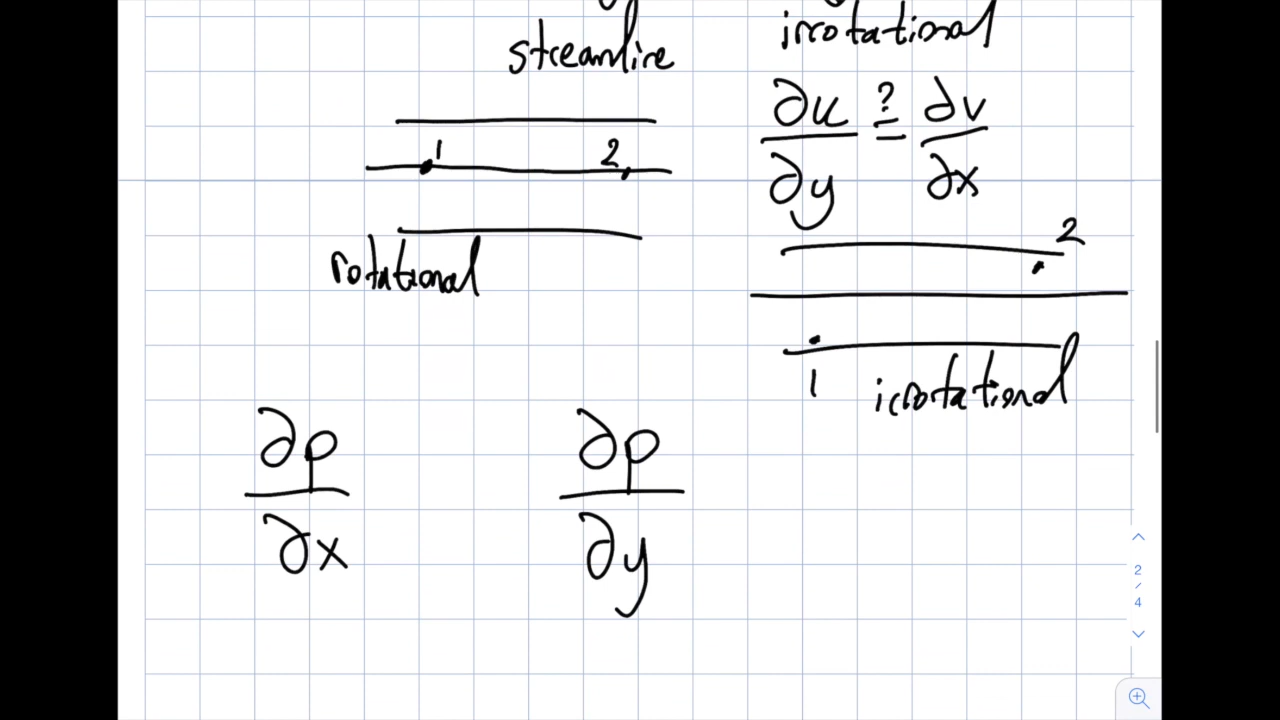 streamline
1 2
rotational
irrotational
∂u/∂y ?= ∂v/∂x
2
1
irrotational
∂p/∂x
∂p/∂y
2
/
4